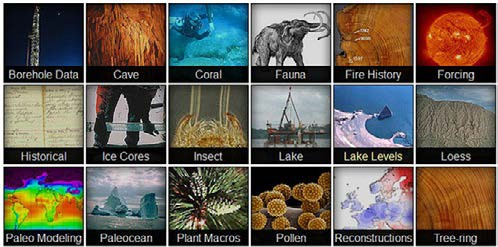 Borehole Data
Cave
Coral
Fauna
Fire History
Forcing
Historical
Ice Cores
Insect
Lake
Lake Levels
Loess
Paleo Modeling
Paleocean
Plant Macros
Pollen
Reconstructions
Tree-ring